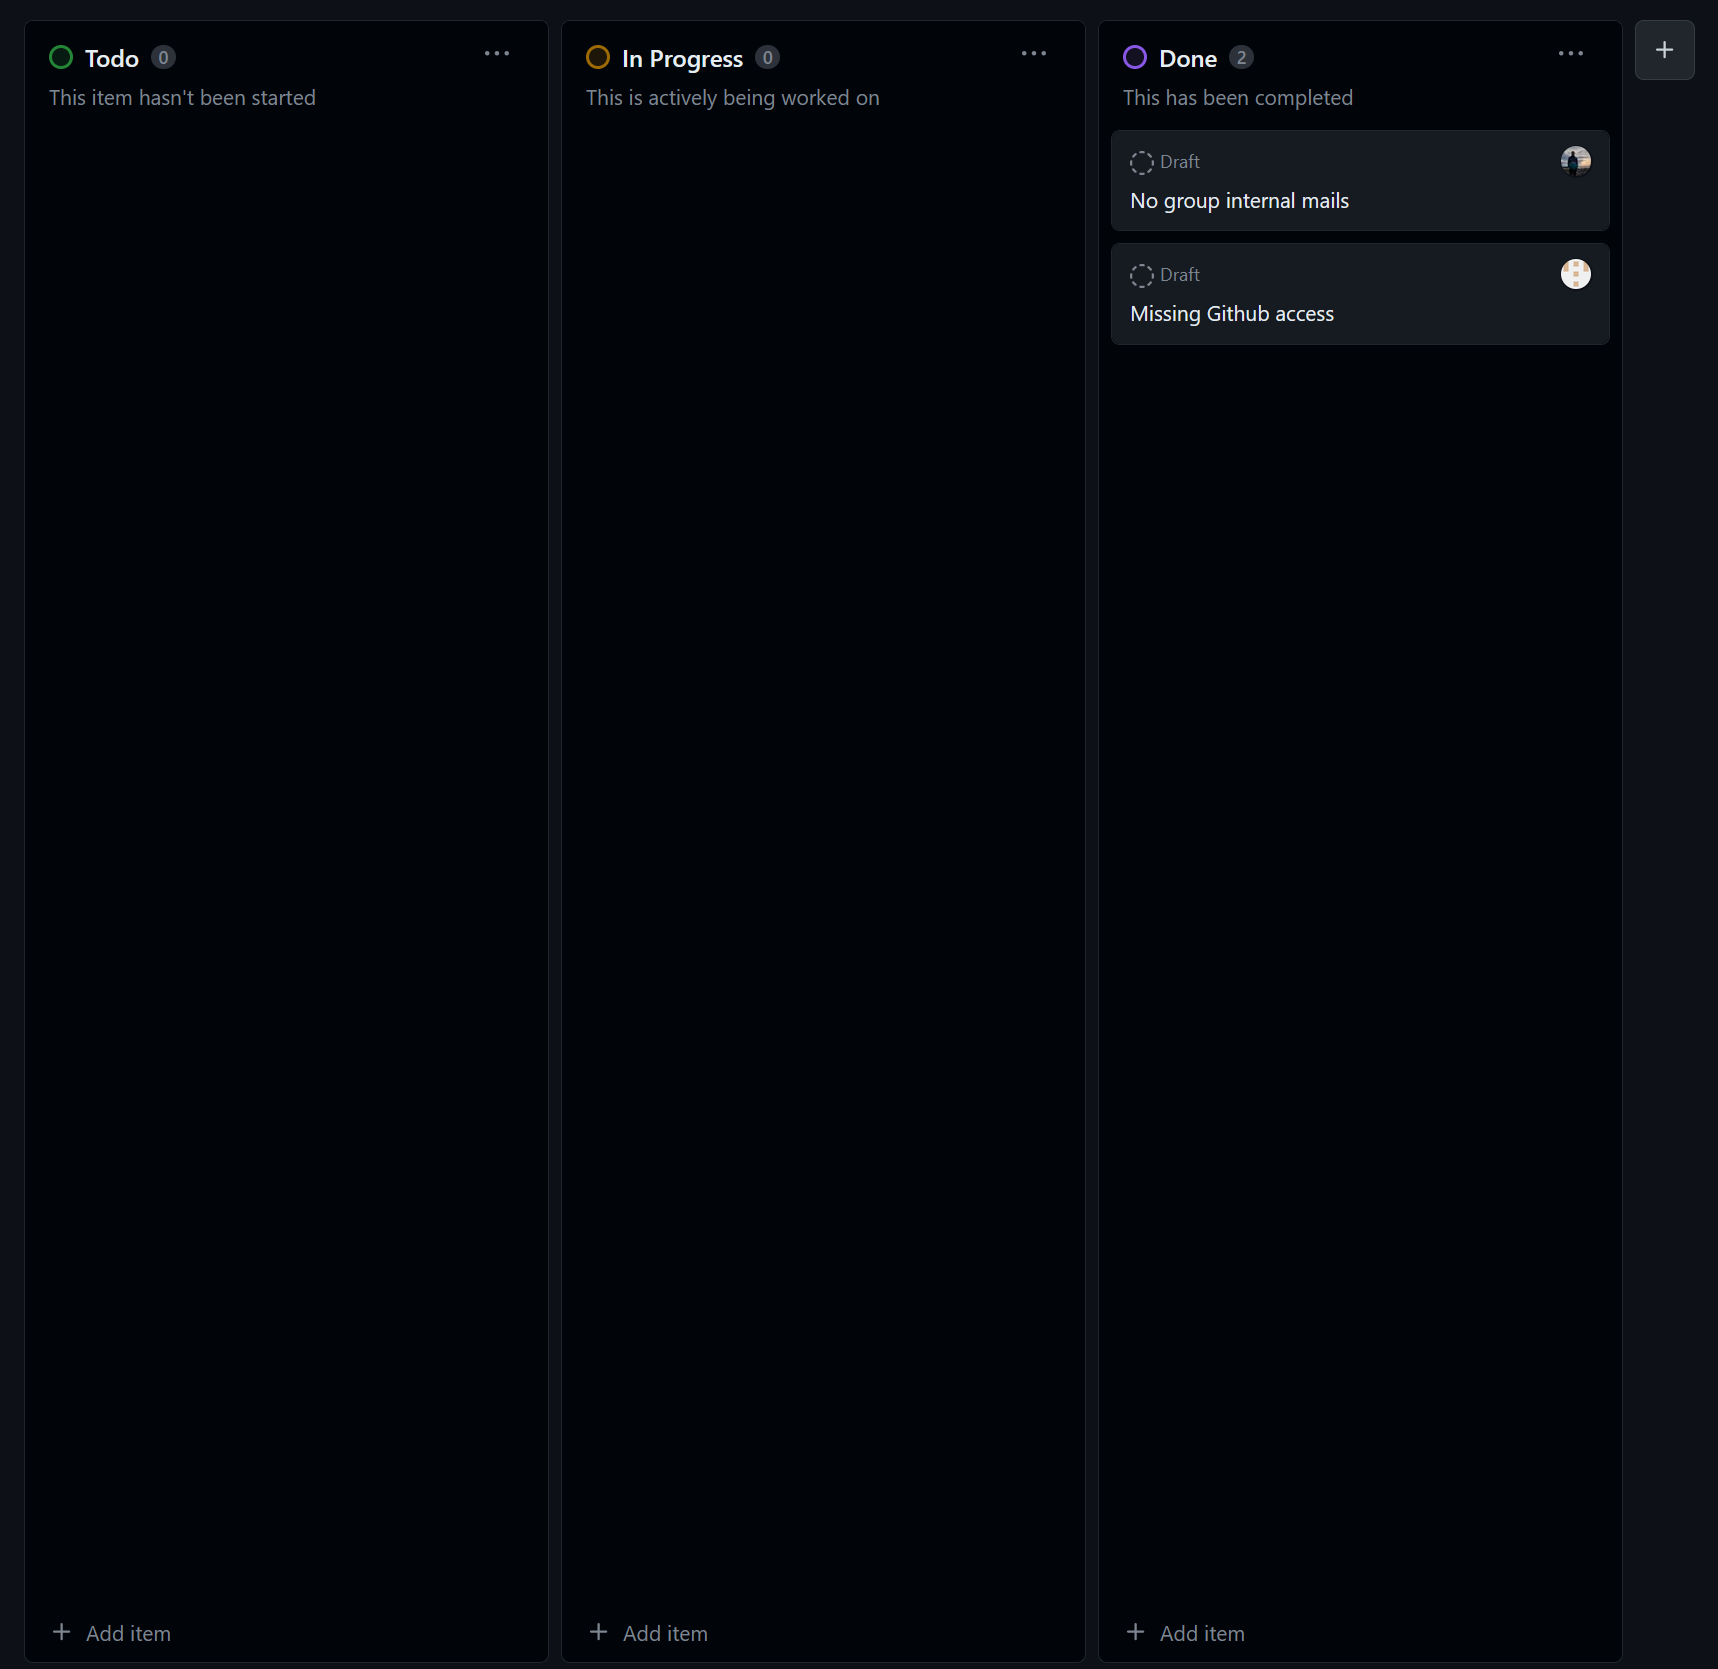 Todo 0
This item hasn't been started
In Progress 0
This is actively being worked on
Done 2
This has been completed
Draft
No group internal mails
Draft
Missing Github access
Add item
Add item
Add item